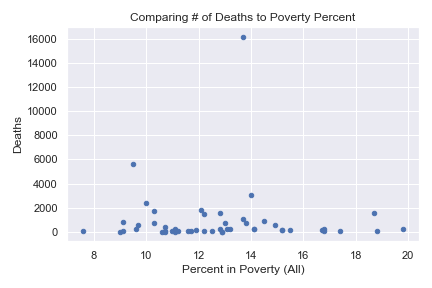 Comparing # of Deaths to Poverty Percent
16000
14000
12000
10000
8000
6000
4000
2000
0
Deaths
8 10 12 14 16 18 20
Percent in Poverty (All)